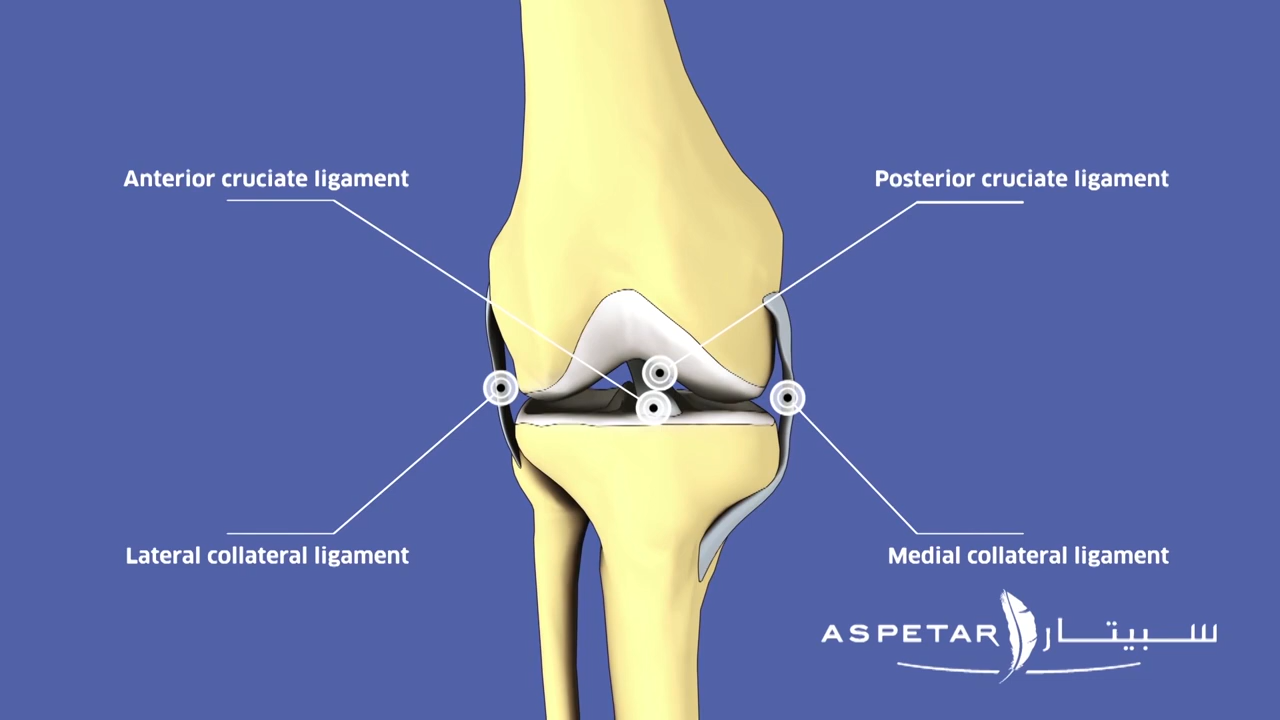 Anterior cruciate ligament
Posterior cruciate ligament
Lateral collateral ligament
Medial collateral ligament
ASPETAR سبيتار